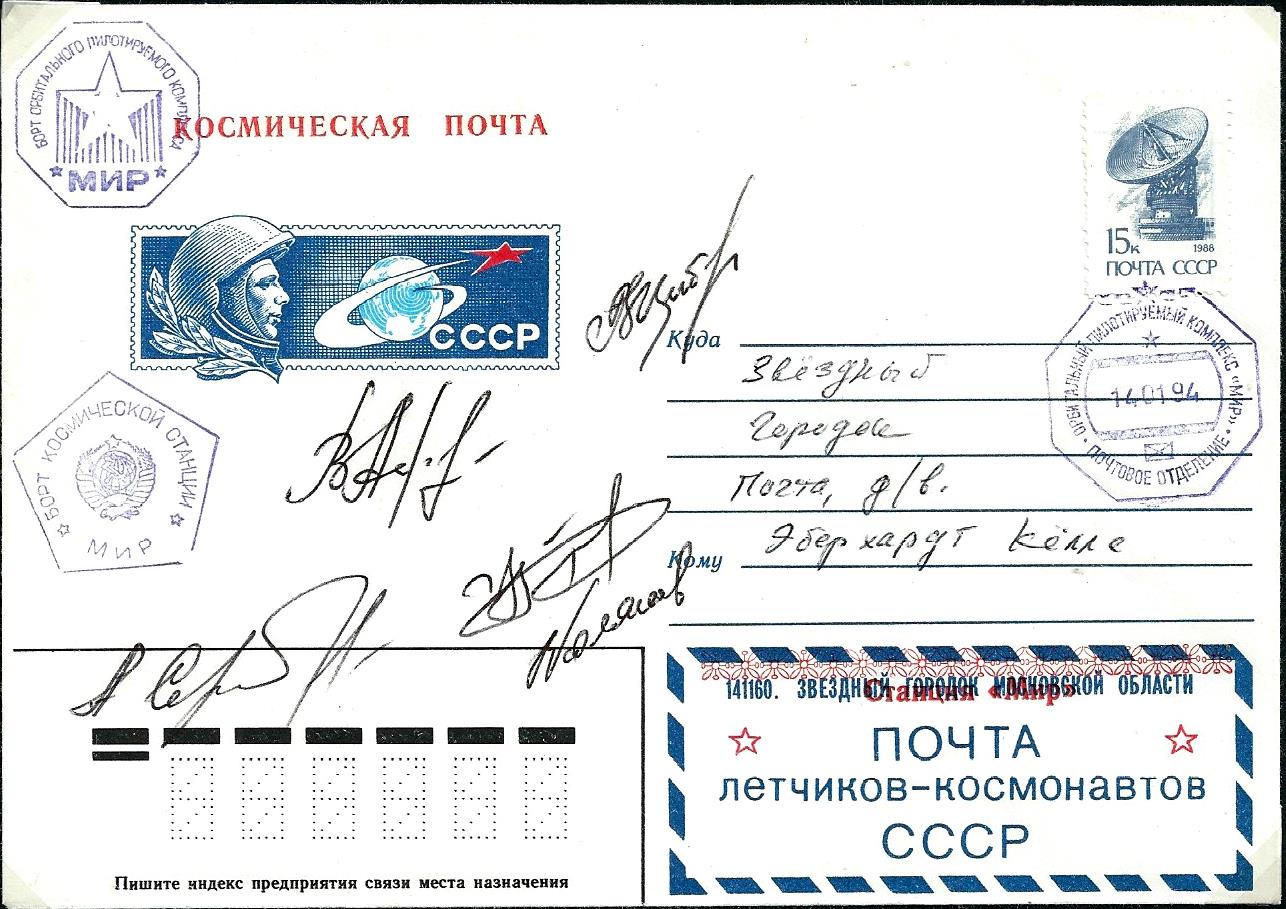 БОРТ ОРБИТАЛЬНОГО ПИЛОТИРУЕМОГО КОМПЛЕКСА
МИР
КОСМИЧЕСКАЯ ПОЧТА
СССР
15к
1988
ПОЧТА СССР
ОРБИТАЛЬНЫЙ ПИЛОТИРУЕМЫЙ КОМПЛЕКС «МИР»
14 01 94
ПОЧТОВОЕ ОТДЕЛЕНИЕ
БОРТ КОСМИЧЕСКОЙ СТАНЦИИ
МИР
Куда
Звёздный
Городок
Почта, д/в.
Кому Эберхардт Кёлле
141160. ЗВЕЗДНЫЙ ГОРОДОК МОСКОВСКОЙ ОБЛАСТИ
Станция «Мир»
ПОЧТА
летчиков-космонавтов
СССР
Пишите индекс предприятия связи места назначения